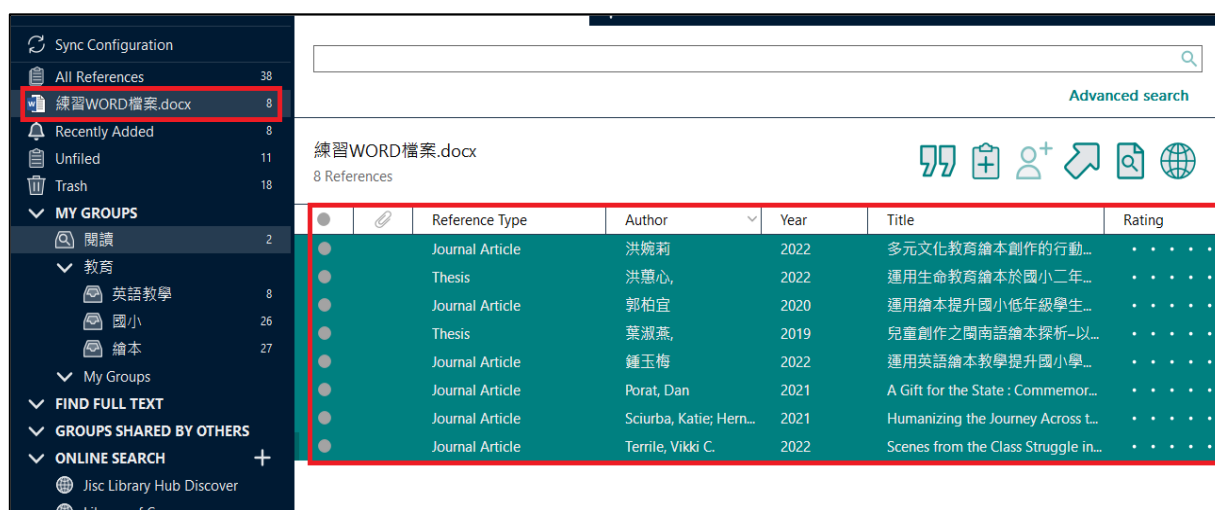 Sync Configuration
All References 38
練習WORD檔案.docx 8
Recently Added 8
Unfiled 11
Trash 18
MY GROUPS
閱讀 2
教育
英語教學 8
國小 26
繪本 27
My Groups
FIND FULL TEXT
GROUPS SHARED BY OTHERS
ONLINE SEARCH +
Jisc Library Hub Discover
Advanced search
練習WORD檔案.docx
8 References
Reference Type Author Year Title Rating
Journal Article 洪婉莉 2022 多元文化教育繪本創作的行動...
Thesis 洪蕙心, 2022 運用生命教育繪本於國小二年...
Journal Article 郭柏宜 2020 運用繪本提升國小低年級學生...
Thesis 葉淑燕, 2019 兒童創作之閩南語繪本探析–以...
Journal Article 鍾玉梅 2022 運用英語繪本教學提升國小學...
Journal Article Porat, Dan 2021 A Gift for the State : Commemor...
Journal Article Sciurba, Katie; Hern... 2021 Humanizing the Journey Across t...
Journal Article Terrile, Vikki C. 2022 Scenes from the Class Struggle in...